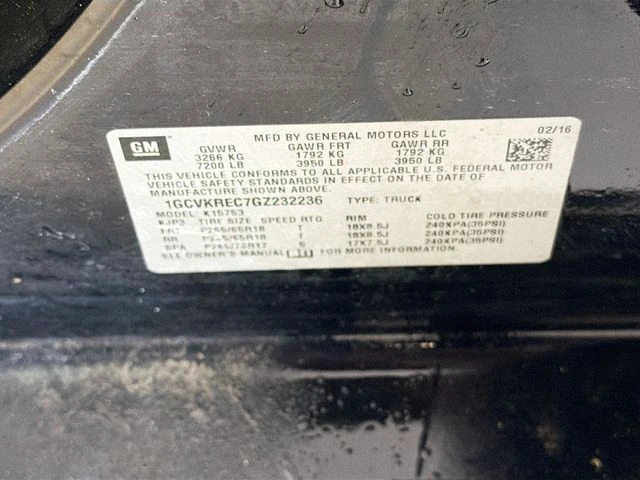 GM
MFD BY GENERAL MOTORS LLC 02/16
GVWR GAWR FRT GAWR RR
3266 KG 1792 KG 1792 KG
7200 LB 3950 LB 3950 LB
THIS VEHICLE CONFORMS TO ALL APPLICABLE U.S. FEDERAL MOTOR
VEHICLE SAFETY STANDARDS IN EFFECT ON THE DATE OF
MANUFACTURE SHOWN ABOVE.
1GCVKREC7GZ232236 TYPE: TRUCK
MODEL: K15753
TIRE SIZE SPEED RTG RIM COLD TIRE PRESSURE
FRT P265/65R18 T 18X8.5J 240KPA(35PSI)
RR P265/65R18 T 18X8.5J 240KPA(35PSI)
SPA P265/70R17 S 17X7.5J 240KPA(35PSI)
SEE OWNER'S MANUAL FOR MORE INFORMATION.